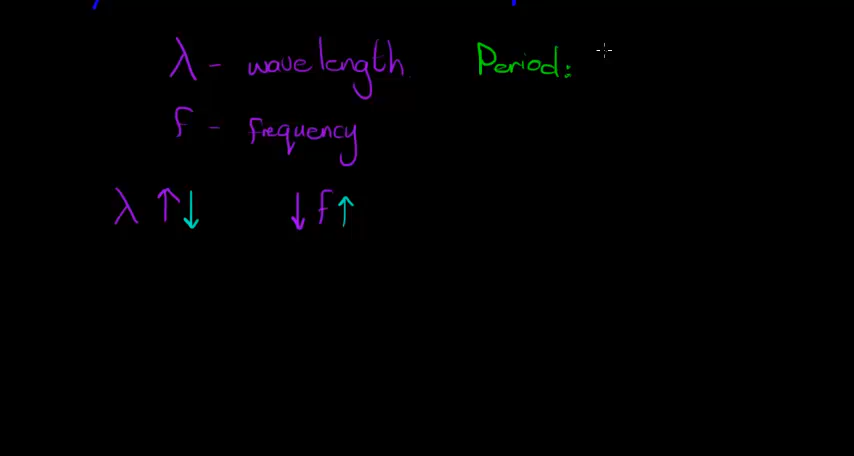 λ - wavelength
Period:
f - frequency
λ ↑↓ ↓ f ↑